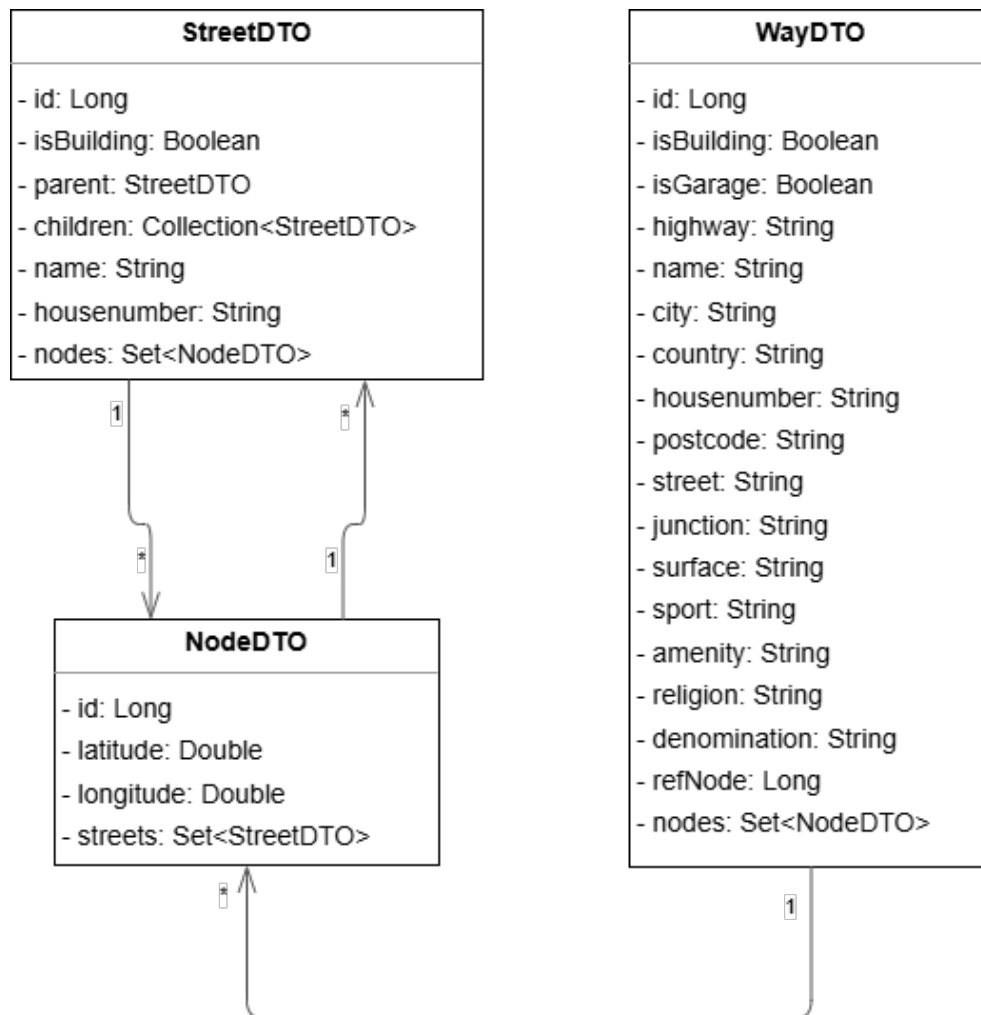 StreetDTO
- id: Long
- isBuilding: Boolean
- parent: StreetDTO
- children: Collection<StreetDTO>
- name: String
- housenumber: String
- nodes: Set<NodeDTO>
1
*
*
1
NodeDTO
- id: Long
- latitude: Double
- longitude: Double
- streets: Set<StreetDTO>
*
WayDTO
- id: Long
- isBuilding: Boolean
- isGarage: Boolean
- highway: String
- name: String
- city: String
- country: String
- housenumber: String
- postcode: String
- street: String
- junction: String
- surface: String
- sport: String
- amenity: String
- religion: String
- denomination: String
- refNode: Long
- nodes: Set<NodeDTO>
1